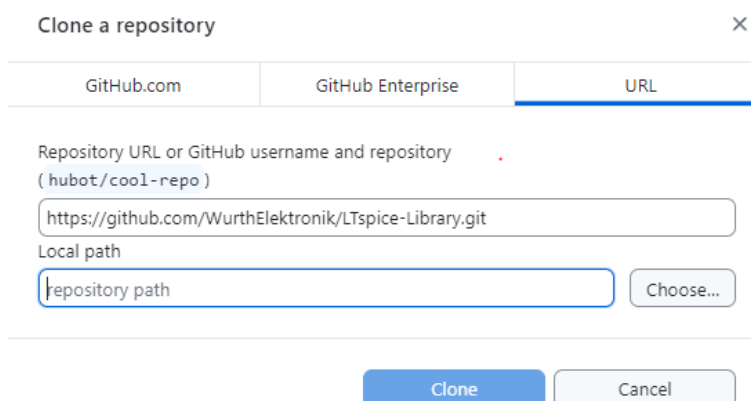 Clone a repository
GitHub.com GitHub Enterprise URL
Repository URL or GitHub username and repository
(hubot/cool-repo)
https://github.com/WurthElektronik/LTspice-Library.git
Local path
repository path Choose...
Clone Cancel